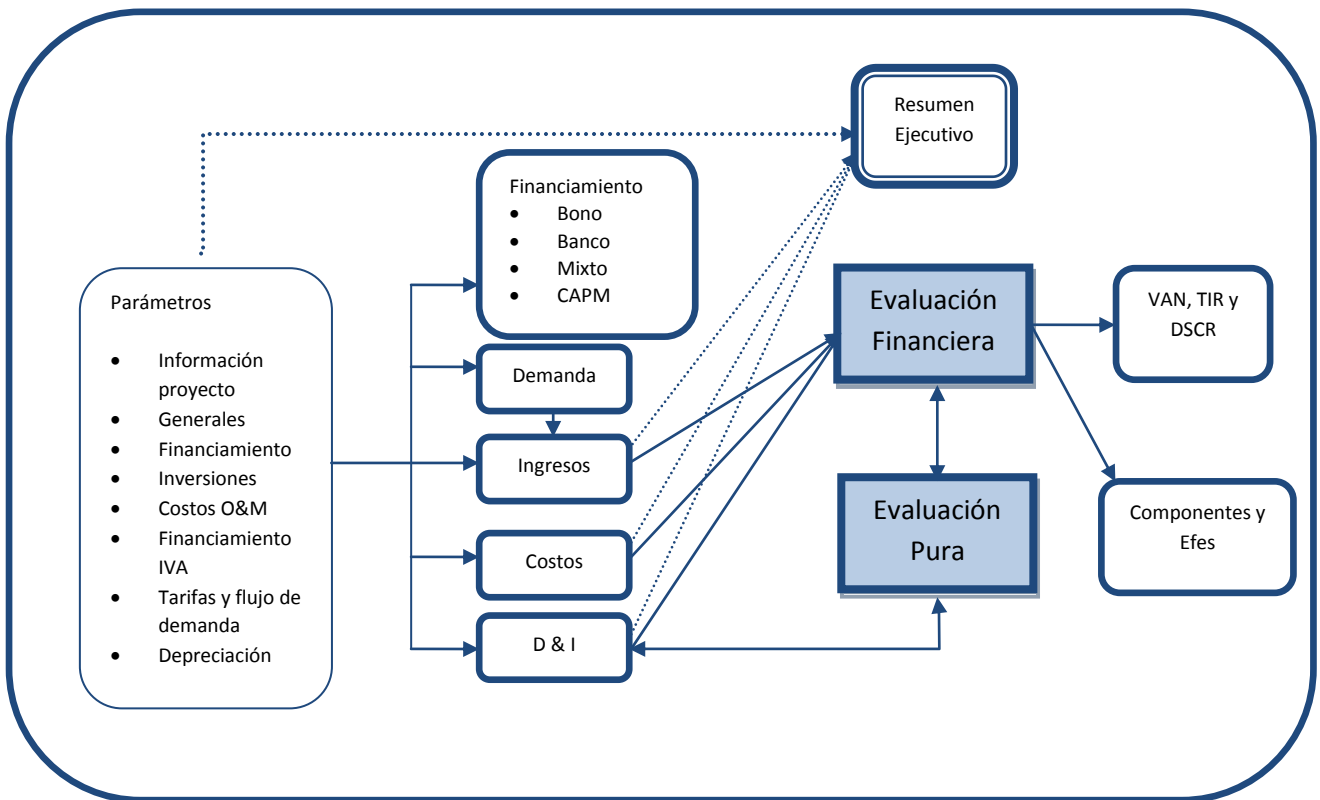 Resumen
Ejecutivo
Financiamiento
• Bono
• Banco
• Mixto
• CAPM
Parámetros
• Información
proyecto
• Generales
• Financiamiento
• Inversiones
• Costos O&M
• Financiamiento
IVA
• Tarifas y flujo de
demanda
• Depreciación
Demanda
Ingresos
Costos
D & I
Evaluación
Financiera
Evaluación
Pura
VAN, TIR y
DSCR
Componentes y
Efes